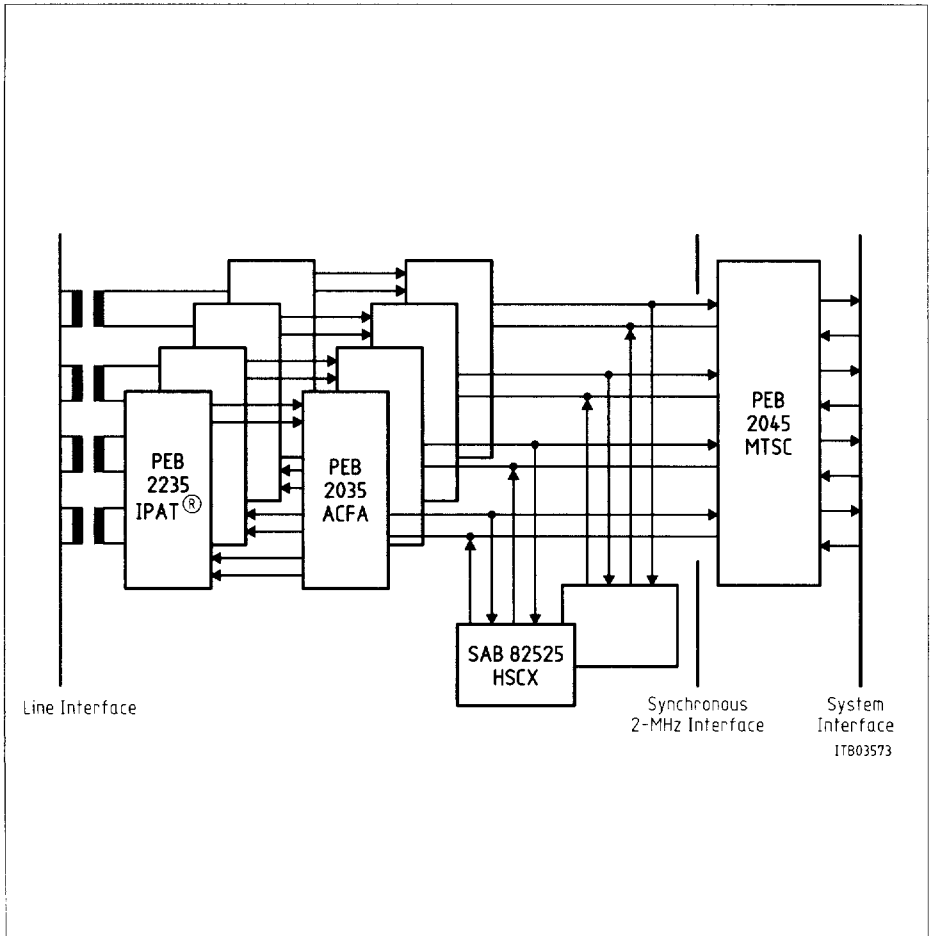 PEB
2235
IPAT®
PEB
2035
ACFA
PEB
2045
MTSC
SAB 82525
HSCX
Line Interface
Synchronous
2-MHz Interface
System
Interface
ITB03573